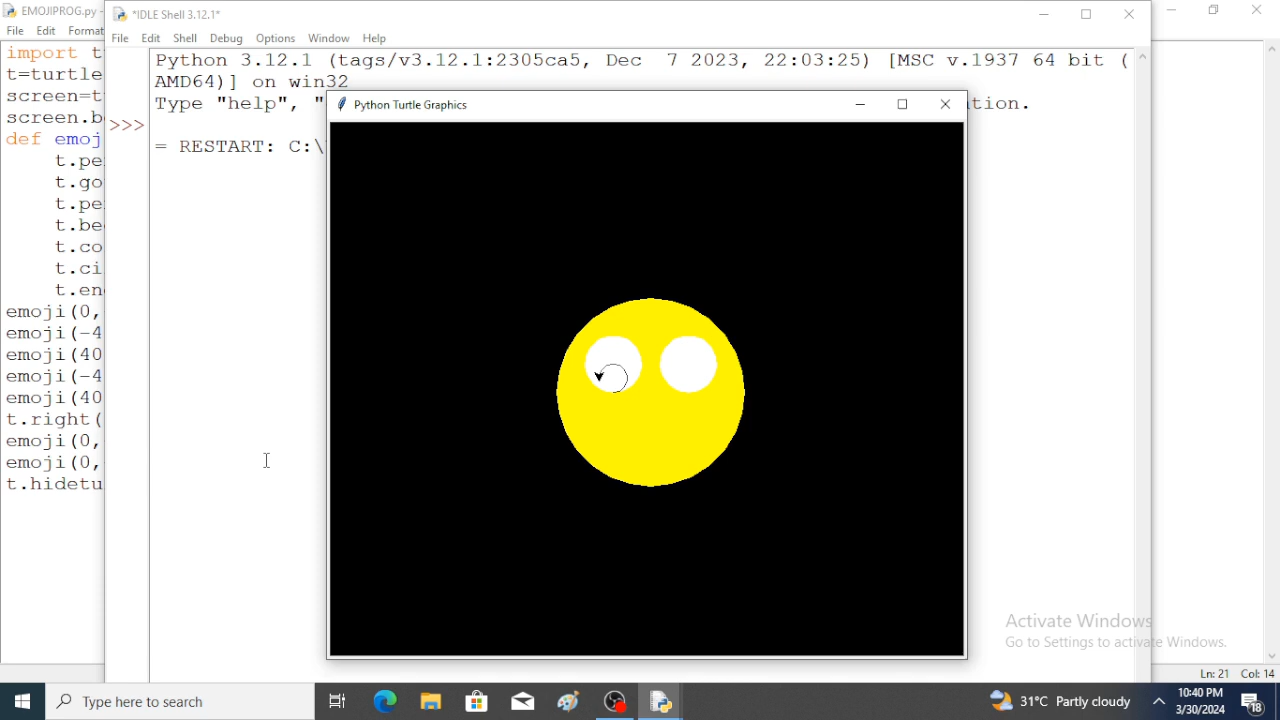 EMOJIPROG.py -
File Edit Format
import t
t=turtle
screen=t
screen.b
def emoj
t.pe
t.go
t.pe
t.be
t.co
t.ci
t.en
emoji(0,
emoji(-4
emoji(40
emoji(-4
emoji(40
t.right(
emoji(0,
emoji(0,
t.hidetu
*IDLE Shell 3.12.1*
File Edit Shell Debug Options Window Help
Python 3.12.1 (tags/v3.12.1:2305ca5, Dec 7 2023, 22:03:25) [MSC v.1937 64 bit (
AMD64)] on win32
Type "help", " tion.
>>>
= RESTART: C:\
Python Turtle Graphics
Activate Windows
Go to Settings to activate Windows.
Ln: 21 Col: 14
Type here to search
31°C Partly cloudy
10:40 PM
3/30/2024
18